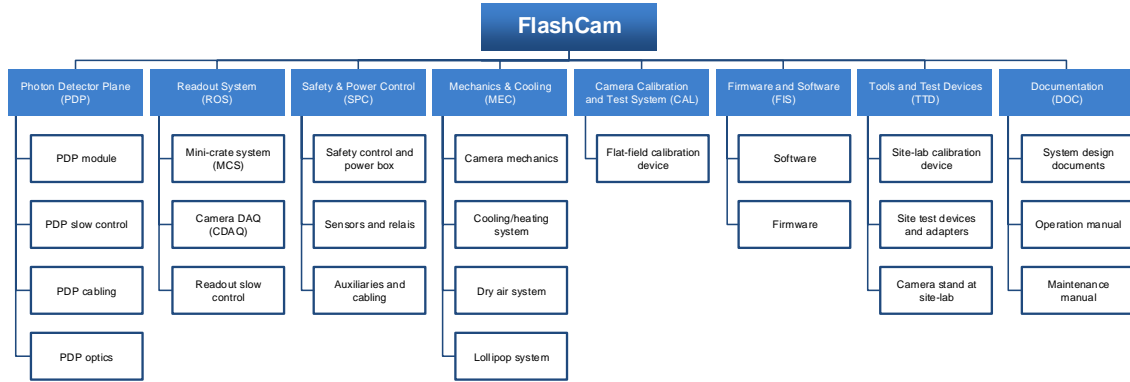 FlashCam
Photon Detector Plane
(PDP)
PDP module
PDP slow control
PDP cabling
PDP optics
Readout System
(ROS)
Mini-crate system
(MCS)
Camera DAQ
(CDAQ)
Readout slow
control
Safety & Power Control
(SPC)
Safety control and
power box
Sensors and relais
Auxiliaries and
cabling
Mechanics & Cooling
(MEC)
Camera mechanics
Cooling/heating
system
Dry air system
Lollipop system
Camera Calibration
and Test System (CAL)
Flat-field calibration
device
Firmware and Software
(FIS)
Software
Firmware
Tools and Test Devices
(TTD)
Site-lab calibration
device
Site test devices
and adapters
Camera stand at
site-lab
Documentation
(DOC)
System design
documents
Operation manual
Maintenance
manual